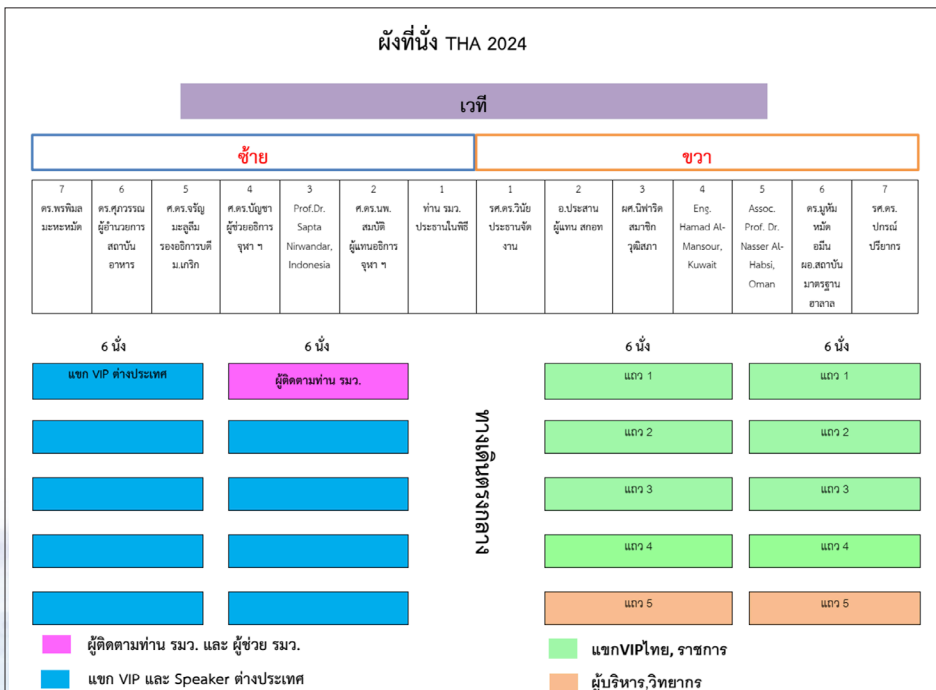 ผังที่นั่ง THA 2024
เวที
ซ้าย
ขวา
7
ดร.พรพิมล
มะหะหมัด
6
ดร.ศุภวรรณ
ผู้อำนวยการ
สถาบัน
อาหาร
5
ศ.ดร.จรัญ
มะลูลีม
รองอธิการบดี
ม.เกริก
4
ศ.ดร.บัญชา
ผู้ช่วยอธิการ
จุฬา ฯ
3
Prof.Dr.
Sapta
Nirwandar,
Indonesia
2
ศ.ดร.นพ.
สมบัติ
ผู้แทนอธิการ
จุฬา ฯ
1
ท่าน รมว.
ประธานในพิธี
1
รศ.ดร.วินัย
ประธานจัด
งาน
2
อ.ประสาน
ผู้แทน สกอท
3
ผศ.นิฟาริด
สมาชิก
วุฒิสภา
4
Eng.
Hamad Al-
Mansour,
Kuwait
5
Assoc.
Prof. Dr.
Nasser Al-
Habsi,
Oman
6
ดร.มูหัม
หมัด
อมีน
ผอ.สถาบัน
มาตรฐาน
ฮาลาล
7
รศ.ดร.
ปกรณ์
ปรียากร
6 นั่ง
6 นั่ง
6 นั่ง
6 นั่ง
แขก VIP ต่างประเทศ
ผู้ติดตามท่าน รมว.
แถว 1
แถว 1
แถว 2
แถว 2
แถว 3
แถว 3
แถว 4
แถว 4
แถว 5
แถว 5
ทางเดินตรงกลาง
ผู้ติดตามท่าน รมว. และ ผู้ช่วย รมว.
แขก VIP และ Speaker ต่างประเทศ
แขกVIPไทย, ราชการ
ผู้บริหาร,วิทยากร